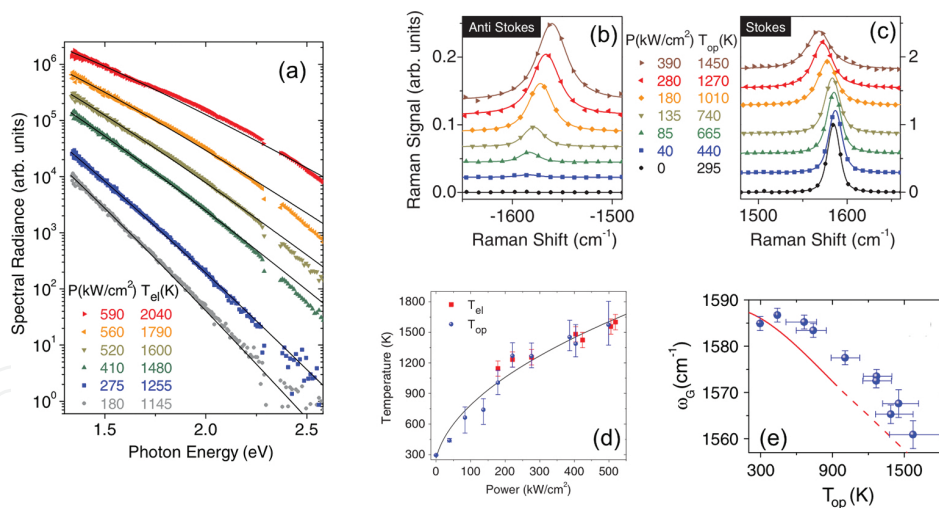 (a)
Spectral Radiance (arb. units)
10^6
10^5
10^4
10^3
10^2
10^1
10^0
P(kW/cm^2) T_el(K)
590 2040
560 1790
520 1600
410 1480
275 1255
180 1145
1.5 2.0 2.5
Photon Energy (eV)
Anti Stokes (b)
Raman Signal (arb. units)
0.2
0.1
0.0
-1600 -1500
Raman Shift (cm^-1)
P(kW/cm^2) T_op(K)
390 1450
280 1270
180 1010
135 740
85 665
40 440
0 295
Stokes (c)
2
1
0
1500 1600
Raman Shift (cm^-1)
T_el
T_op
Temperature (K)
1800
1500
1200
900
600
300
0 100 200 300 400 500
Power (kW/cm^2)
(d)
ω_G(cm^-1)
1590
1580
1570
1560
(e)
300 900 1500
T_op(K)